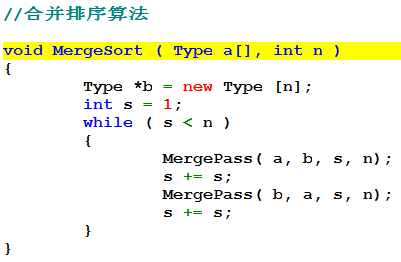 //合并排序算法
void MergeSort ( Type a[], int n )
{
Type *b = new Type [n];
int s = 1;
while ( s < n )
{
MergePass( a, b, s, n);
s += s;
MergePass( b, a, s, n);
s += s;
}
}